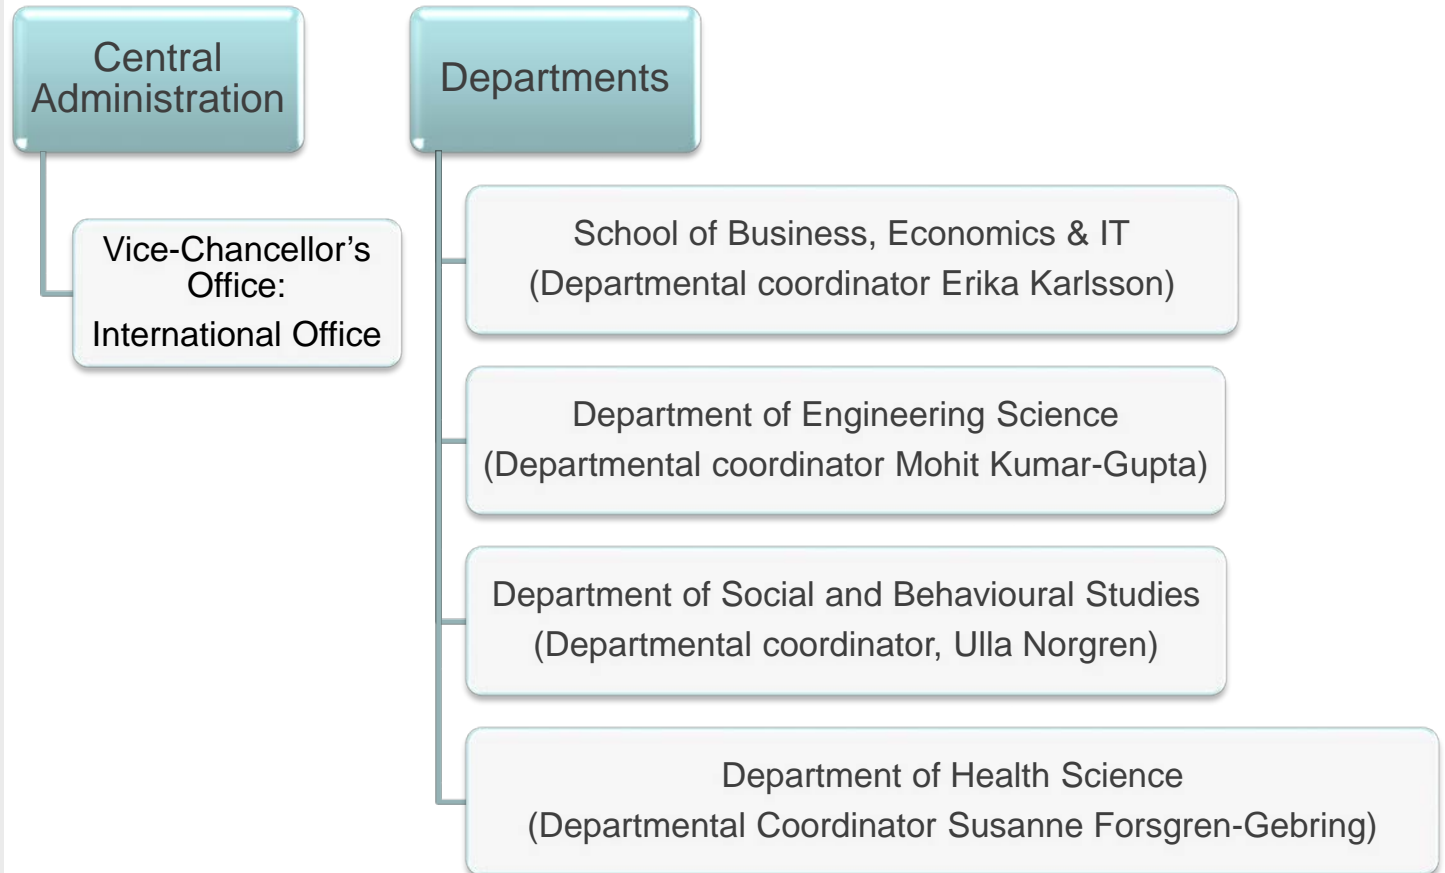 Central
Administration
Vice-Chancellor’s
Office:
International Office
Departments
School of Business, Economics & IT
(Departmental coordinator Erika Karlsson)
Department of Engineering Science
(Departmental coordinator Mohit Kumar-Gupta)
Department of Social and Behavioural Studies
(Departmental coordinator, Ulla Norgren)
Department of Health Science
(Departmental Coordinator Susanne Forsgren-Gebring)